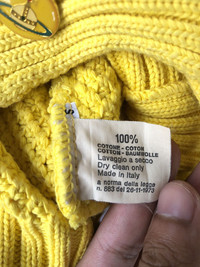 S
100%
COTONE - COTON
COTTON - BAUMWOLLE
Lavaggio a secco
Dry clean only
Made in Italy
a norma della legge
n. 883 del 26-11-1973